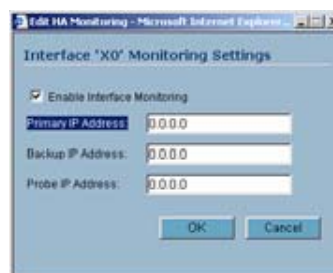 Edit HA Monitoring - Microsoft Internet Explorer...
Interface 'X0' Monitoring Settings
Enable Interface Monitoring
Primary IP Address: 0.0.0.0
Backup IP Address: 0.0.0.0
Probe IP Address: 0.0.0.0
OK Cancel